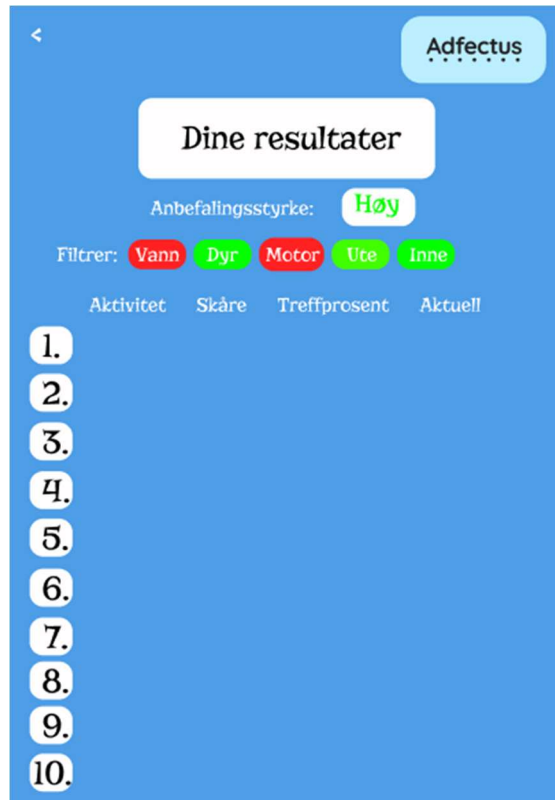 <
Adfectus
Dine resultater
Anbefalingsstyrke: Høy
Filtrer: Vann Dyr Motor Ute Inne
Aktivitet Skåre Treffprosent Aktuell
1.
2.
3.
4.
5.
6.
7.
8.
9.
10.